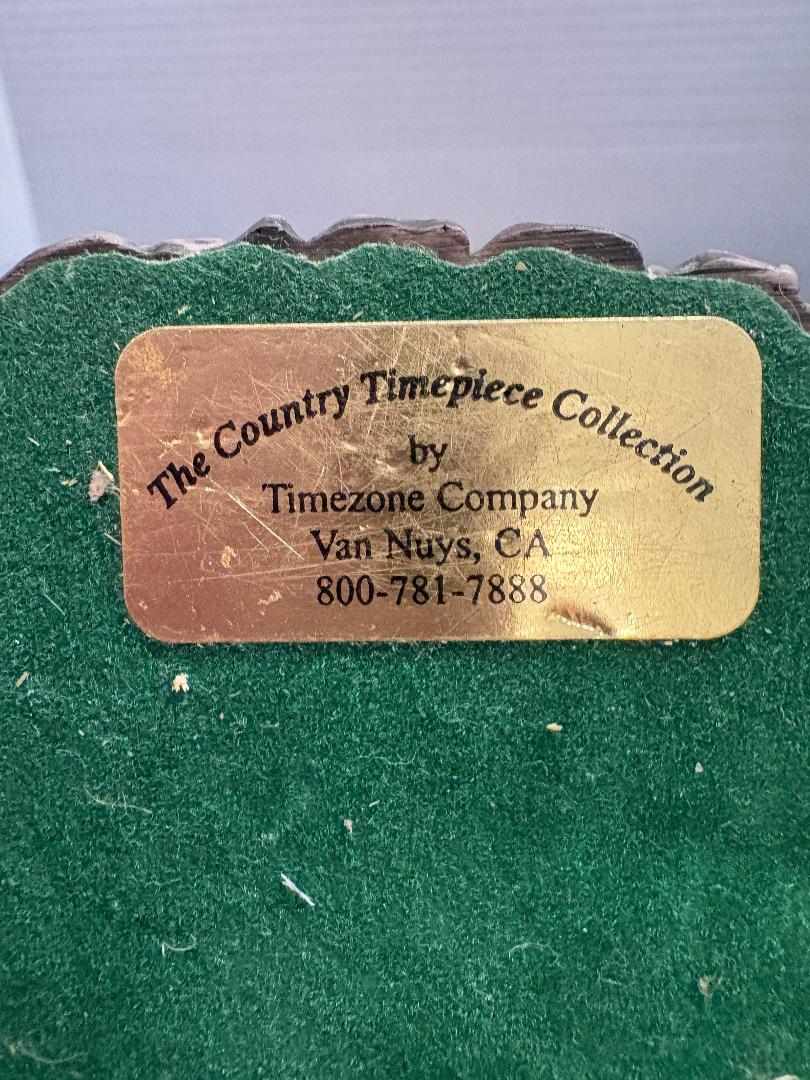 The Country Timepiece Collection
by
Timezone Company
Van Nuys, CA
800-781-7888